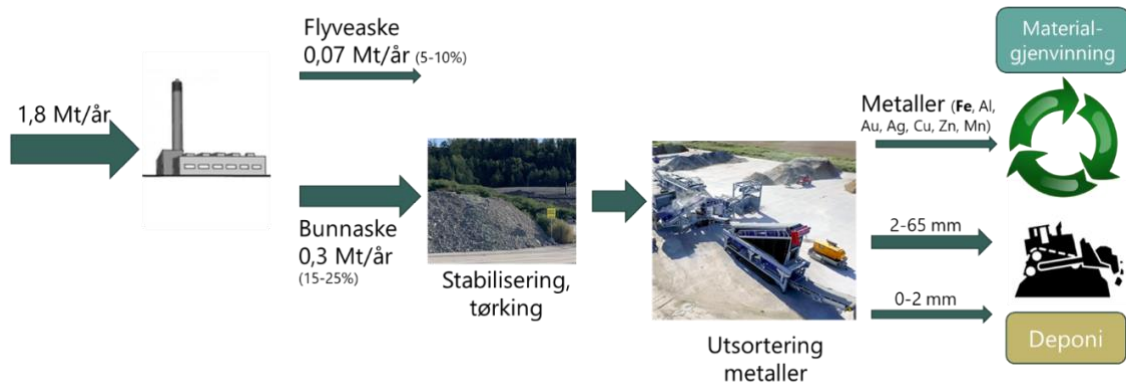 Flyveaske
0,07 Mt/år (5-10%)
1,8 Mt/år
Bunnaske
0,3 Mt/år
(15-25%)
Stabilisering,
tørking
Utsortering
metaller
Metaller (Fe, Al,
Au, Ag, Cu, Zn, Mn)
2-65 mm
0-2 mm
Material-
gjenvinning
Deponi